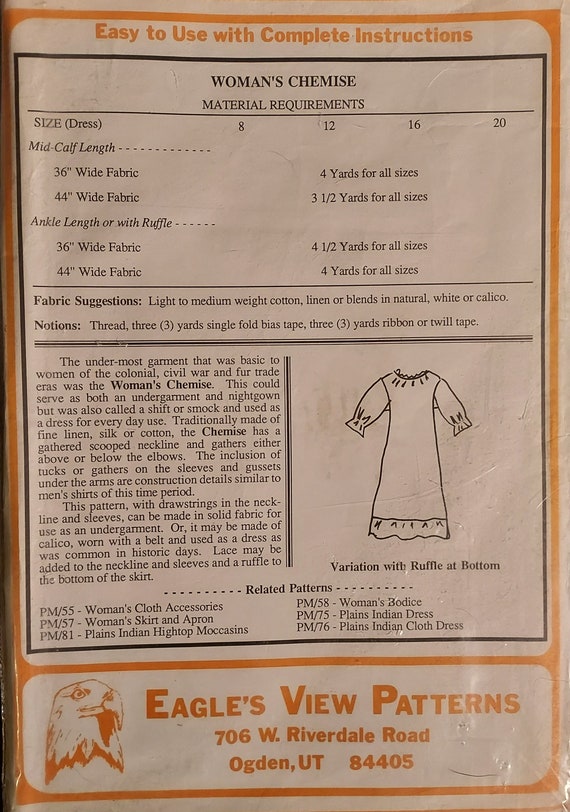 Easy to Use with Complete Instructions
WOMAN'S CHEMISE
MATERIAL REQUIREMENTS
SIZE (Dress) 8 12 16 20
Mid-Calf Length - - - - - - - - - - - - -
36" Wide Fabric 4 Yards for all sizes
44" Wide Fabric 3 1/2 Yards for all sizes
Ankle Length or with Ruffle - - - - - -
36" Wide Fabric 4 1/2 Yards for all sizes
44" Wide Fabric 4 Yards for all sizes
Fabric Suggestions: Light to medium weight cotton, linen or blends in natural, white or calico.
Notions: Thread, three (3) yards single fold bias tape, three (3) yards ribbon or twill tape.
The under-most garment that was basic to
women of the colonial, civil war and fur trade
eras was the Woman's Chemise. This could
serve as both an undergarment and nightgown
but was also called a shift or smock and used as
a dress for every day use. Traditionally made of
fine linen, silk or cotton, the Chemise has a
gathered scooped neckline and gathers either
above or below the elbows. The inclusion of
tucks or gathers on the sleeves and gussets
under the arms are construction details similar to
men's shirts of this time period.
This pattern, with drawstrings in the neck-
line and sleeves, can be made in solid fabric for
use as an undergarment. Or, it may be made of
calico, worn with a belt and used as a dress as
was common in historic days. Lace may be
added to the neckline and sleeves and a ruffle to
the bottom of the skirt.
Variation with Ruffle at Bottom
- - - - - - - - - - Related Patterns - - - - - - - - - -
PM/55 - Woman's Cloth Accessories
PM/57 - Woman's Skirt and Apron
PM/81 - Plains Indian Hightop Moccasins
PM/58 - Woman's Bodice
PM/75 - Plains Indian Dress
PM/76 - Plains Indian Cloth Dress
EAGLE'S VIEW PATTERNS
706 W. Riverdale Road
Ogden, UT 84405